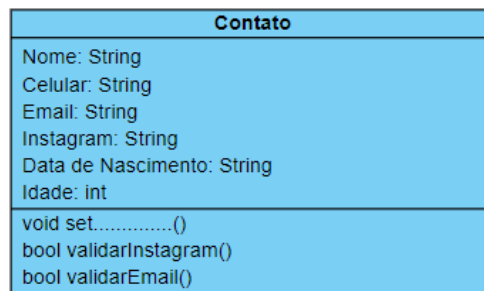 Contato
Nome: String
Celular: String
Email: String
Instagram: String
Data de Nascimento: String
Idade: int
void set..............()
bool validarInstagram()
bool validarEmail()